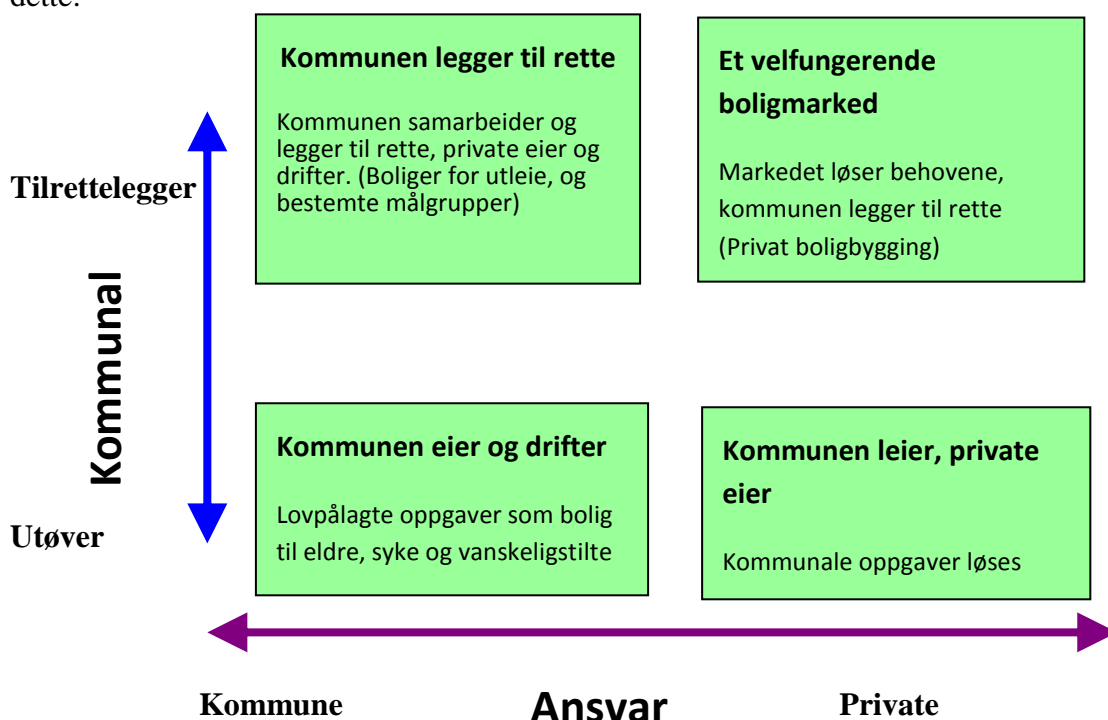 dette.
Kommunen legger til rette
Kommunen samarbeider og
legger til rette, private eier og
drifter. (Boliger for utleie, og
bestemte målgrupper)
Et velfungerende
boligmarked
Markedet løser behovene,
kommunen legger til rette
(Privat boligbygging)
Tilrettelegger
Kommunal
Utøver
Kommunen eier og drifter
Lovpålagte oppgaver som bolig
til eldre, syke og vanskeligstilte
Kommunen leier, private
eier
Kommunale oppgaver løses
Kommune
Ansvar
Private